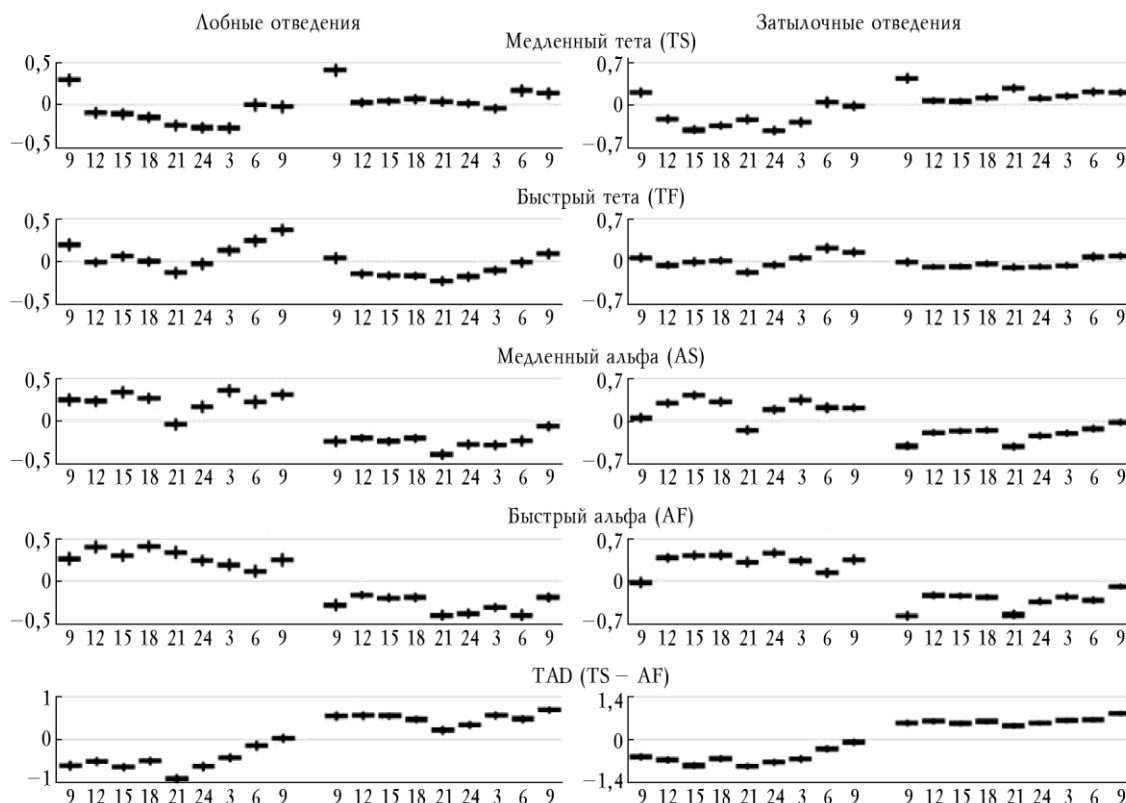 Лобные отведения Затылочные отведения
Медленный тета (TS)
0,5 0,7
0 0
−0,5 −0,7
9 12 15 18 21 24 3 6 9 9 12 15 18 21 24 3 6 9 9 12 15 18 21 24 3 6 9 9 12 15 18 21 24 3 6 9
Быстрый тета (TF)
0,5 0,7
0 0
−0,5 −0,7
9 12 15 18 21 24 3 6 9 9 12 15 18 21 24 3 6 9 9 12 15 18 21 24 3 6 9 9 12 15 18 21 24 3 6 9
Медленный альфа (AS)
0,5 0,7
0 0
−0,5 −0,7
9 12 15 18 21 24 3 6 9 9 12 15 18 21 24 3 6 9 9 12 15 18 21 24 3 6 9 9 12 15 18 21 24 3 6 9
Быстрый альфа (AF)
0,5 0,7
0 0
−0,5 −0,7
9 12 15 18 21 24 3 6 9 9 12 15 18 21 24 3 6 9 9 12 15 18 21 24 3 6 9 9 12 15 18 21 24 3 6 9
TAD (TS − AF)
1 1,4
0 0
−1 −1,4
9 12 15 18 21 24 3 6 9 9 12 15 18 21 24 3 6 9 9 12 15 18 21 24 3 6 9 9 12 15 18 21 24 3 6 9